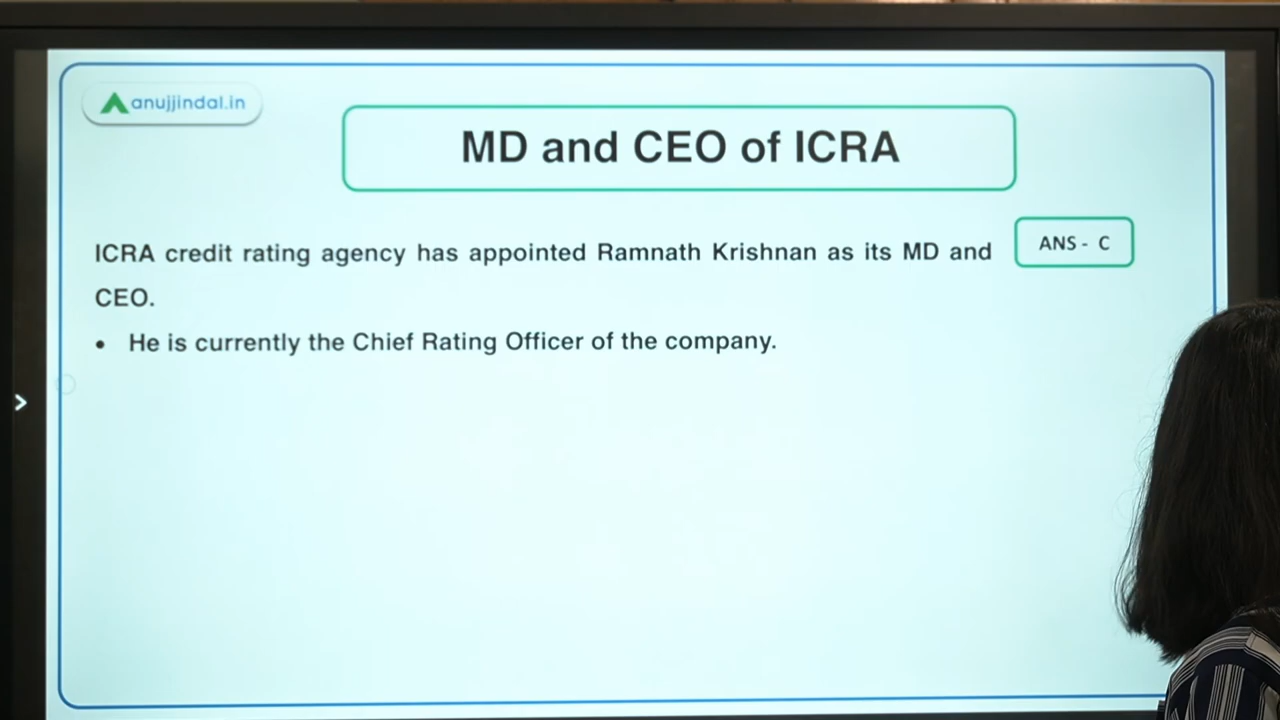 anujjindal.in
MD and CEO of ICRA
ICRA credit rating agency has appointed Ramnath Krishnan as its MD and
CEO.
ANS - C
• He is currently the Chief Rating Officer of the company.